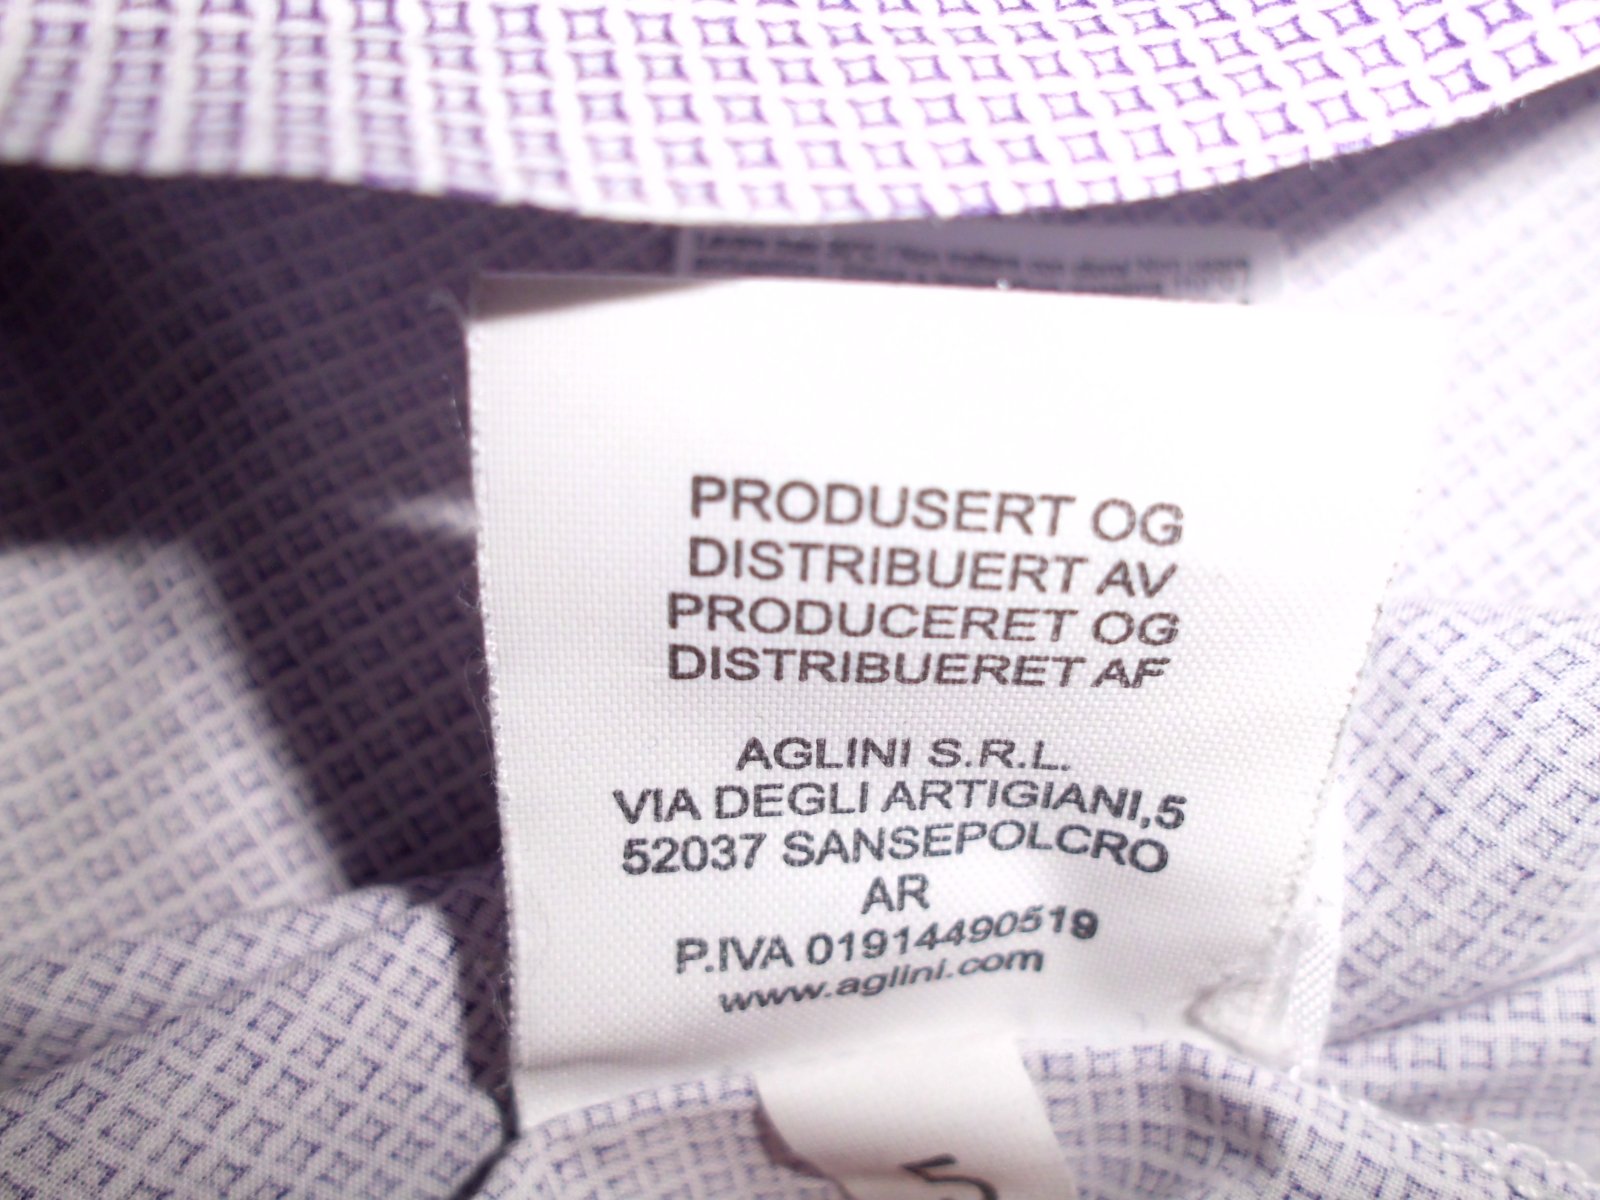 PRODUSERT OG
DISTRIBUERT AV
PRODUCERET OG
DISTRIBUERET AF
AGLINI S.R.L.
VIA DEGLI ARTIGIANI,5
52037 SANSEPOLCRO
AR
P.IVA 01914490519
www.aglini.com